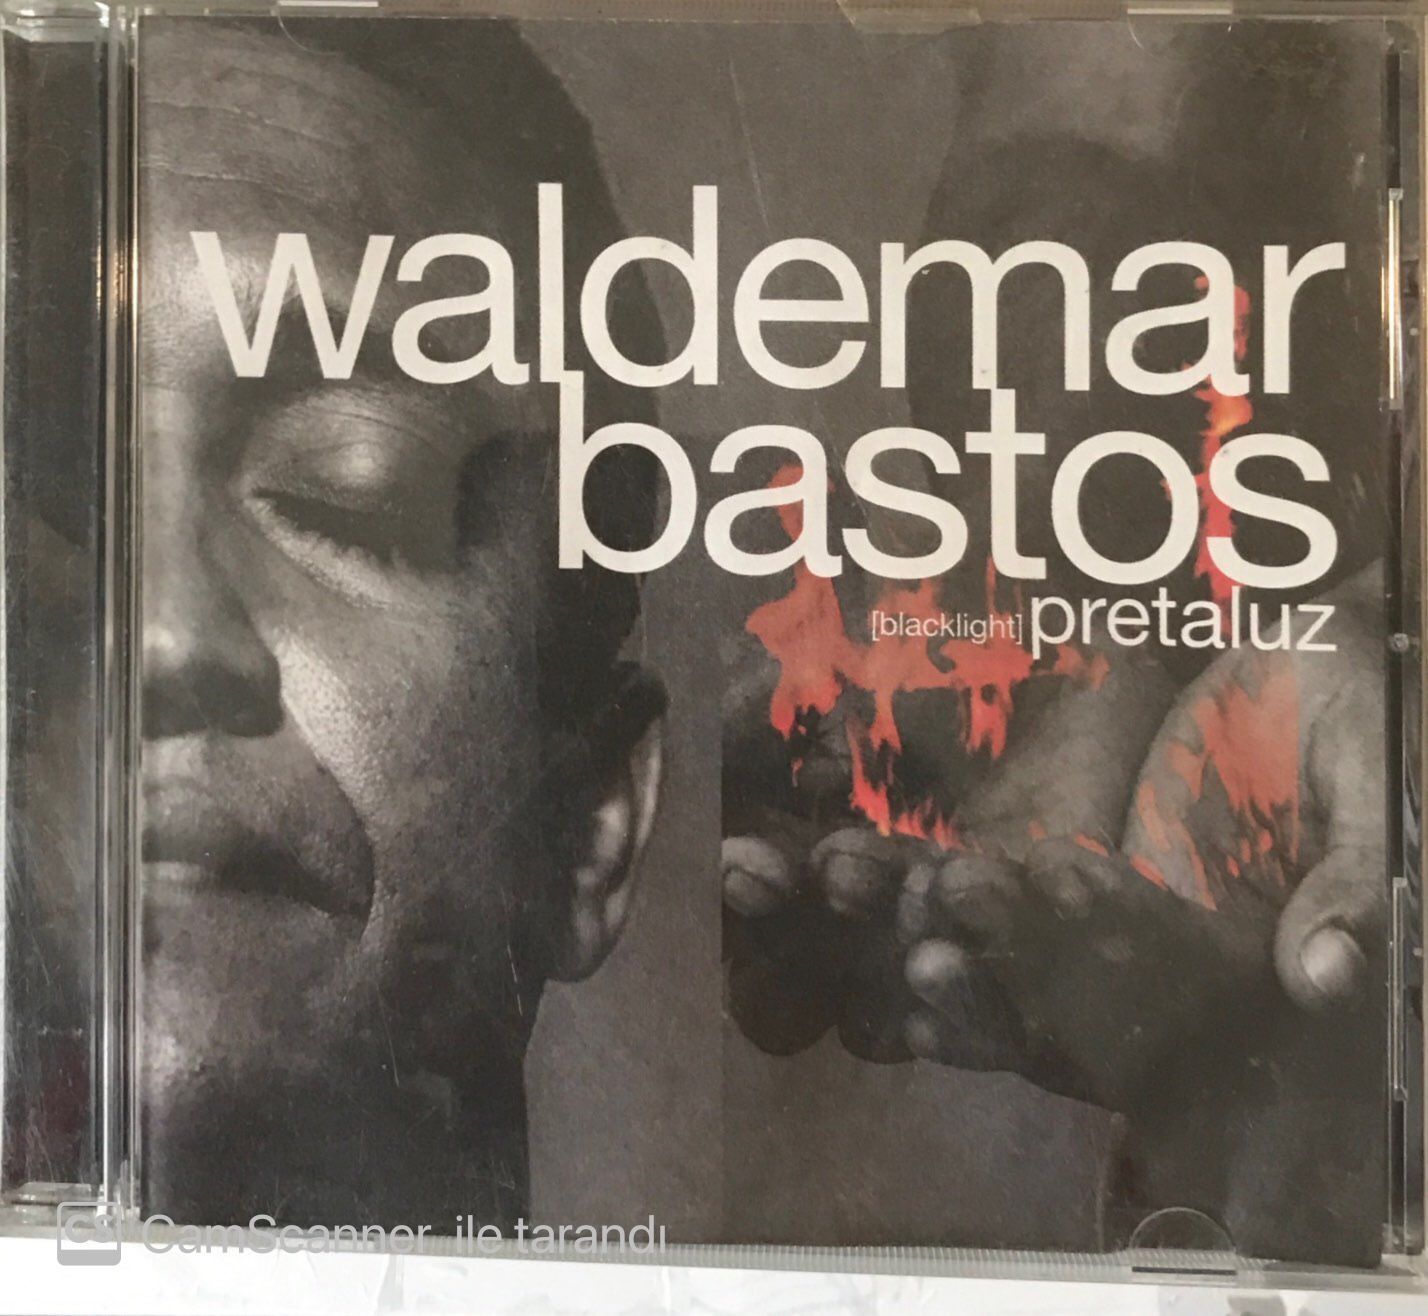 waldemar
bastos
[blacklight] pretaluz
CS CamScanner ile tarandı